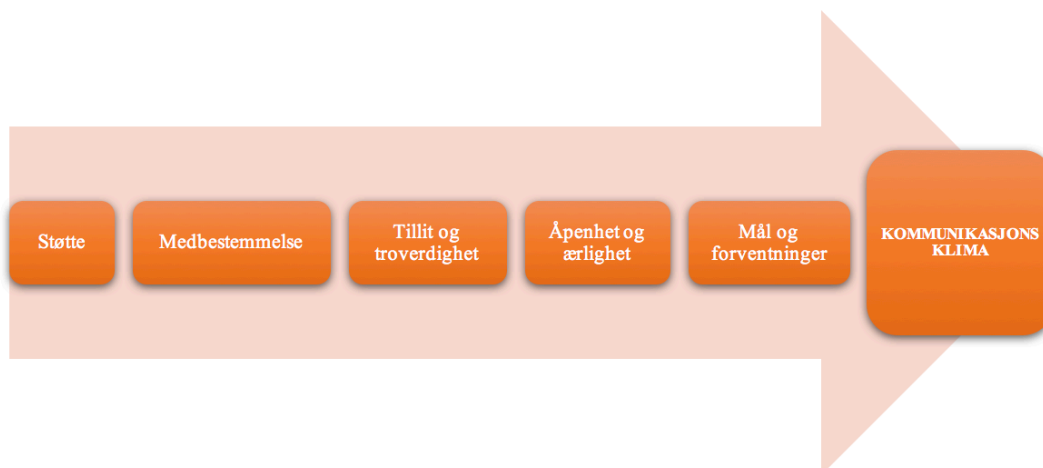 Støtte
Medbestemmelse
Tillit og
troverdighet
Åpenhet og
ærlighet
Mål og
forventninger
KOMMUNIKASJONS
KLIMA